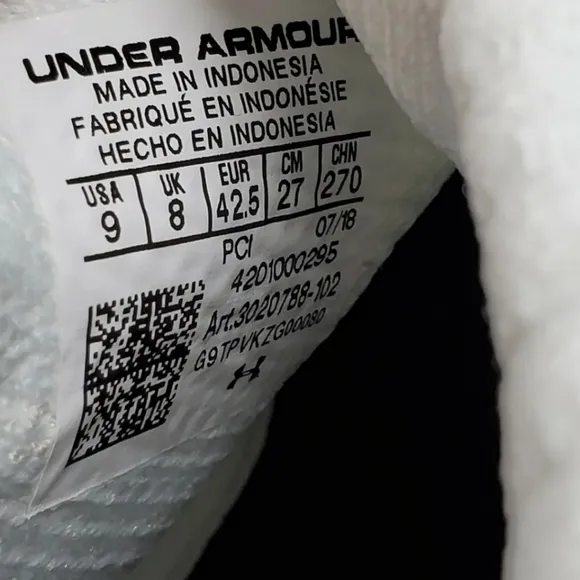 UNDER ARMOUR
MADE IN INDONESIA
FABRIQUÉ EN INDONÉSIE
HECHO EN INDONESIA
USA UK EUR CM CHN
9 8 42.5 27 270
07/18
PCI
4201000295
Art.3020788-102
G9TPVKZG00080